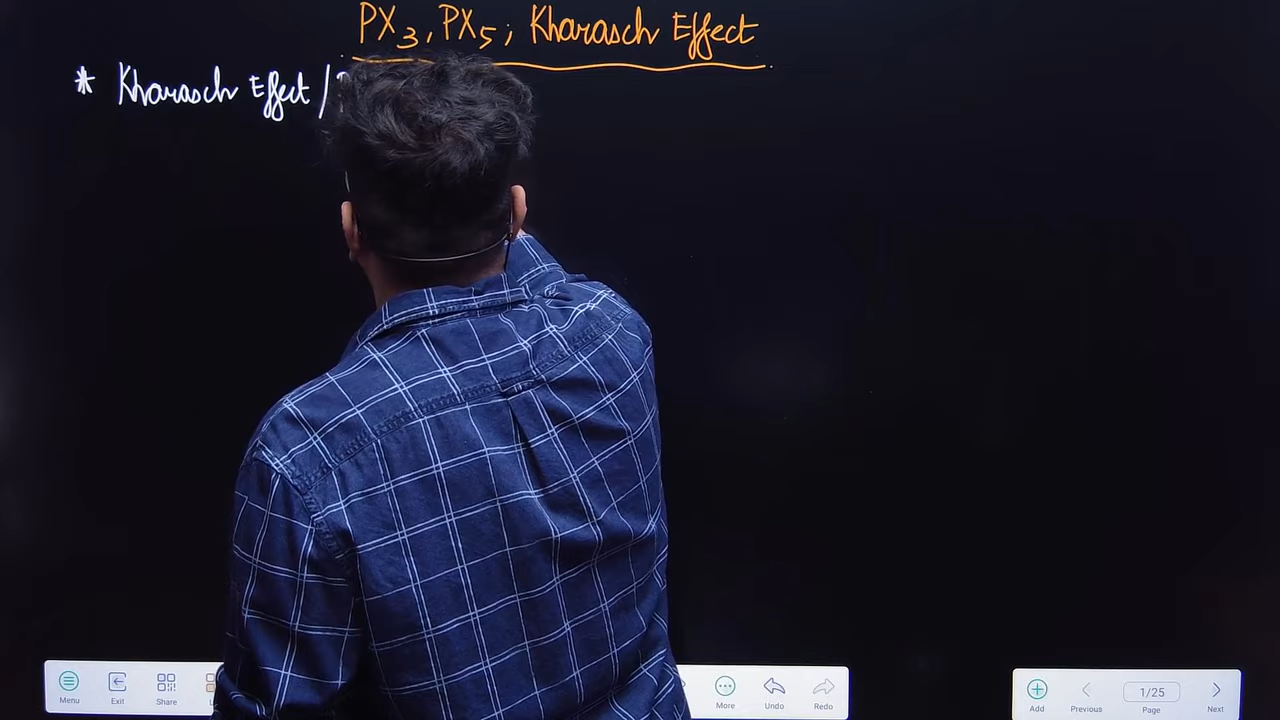 PX3, PX5; Kharasch Effect
* Kharasch Effect /
Menu
Exit
Share
More
Undo
Redo
Add
Previous
1/25
Page
Next